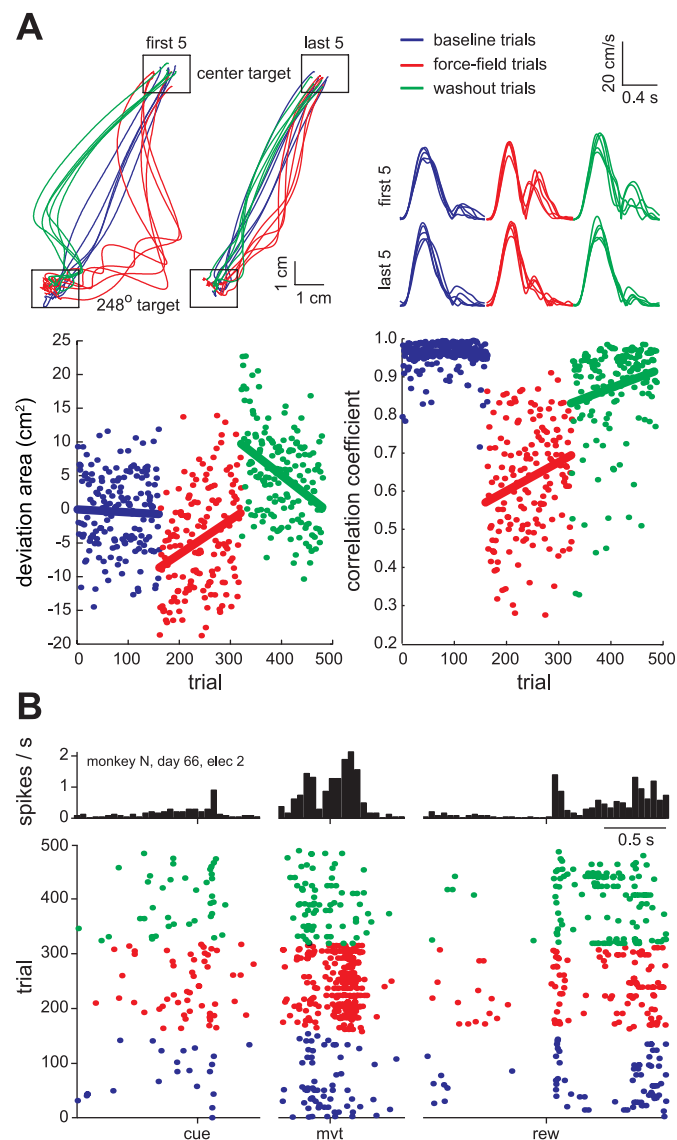 A
first 5
last 5
center target
248° target
1 cm
1 cm
baseline trials
force-field trials
washout trials
20 cm/s
0.4 s
first 5
last 5
deviation area (cm²)
25
20
15
10
5
0
-5
-10
-15
-20
0 100 200 300 400 500
trial
correlation coefficient
1.0
0.9
0.8
0.7
0.6
0.5
0.4
0.3
0.2
0 100 200 300 400 500
trial
B
spikes / s
2
1
0
monkey N, day 66, elec 2
0.5 s
trial
500
400
300
200
100
0
cue
mvt
rew